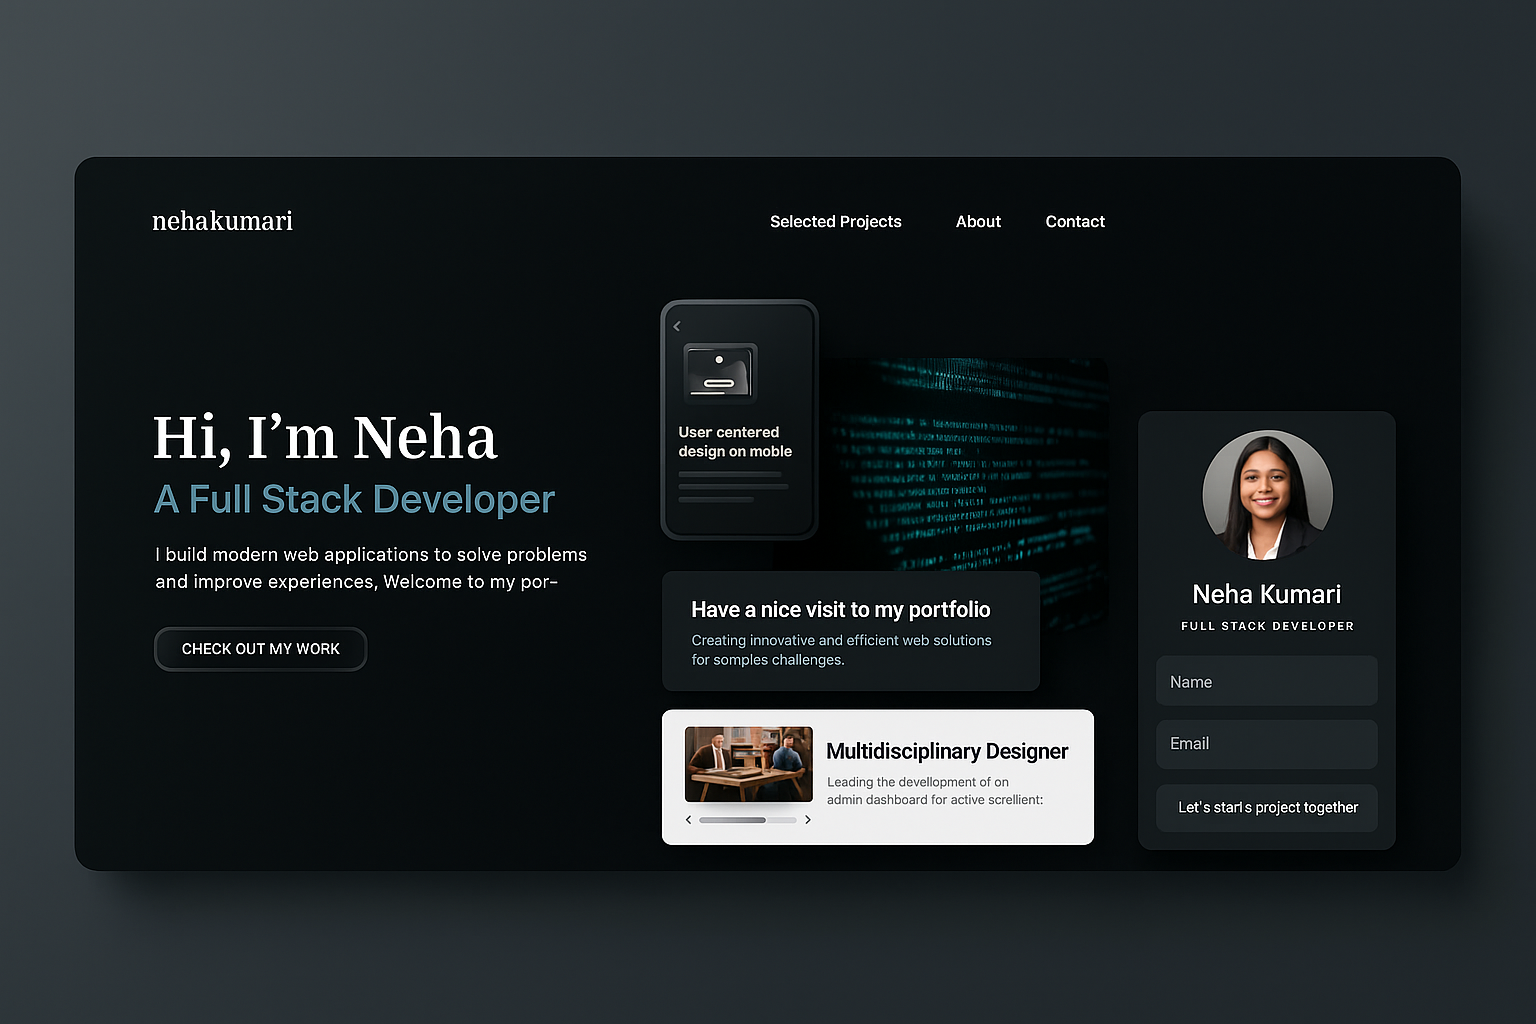 nehakumari
Selected Projects
About
Contact
Hi, I’m Neha
A Full Stack Developer
I build modern web applications to solve problems
and improve experiences, Welcome to my por–
CHECK OUT MY WORK
User centered
design on moble
Have a nice visit to my portfolio
Creating innovative and efficient web solutions
for somples challenges.
Multidisciplinary Designer
Leading the devellopment of on
admin dashboard for active screllient:
Neha Kumari
FULL STACK DEVELOPER
Name
Email
Let's starl s project together